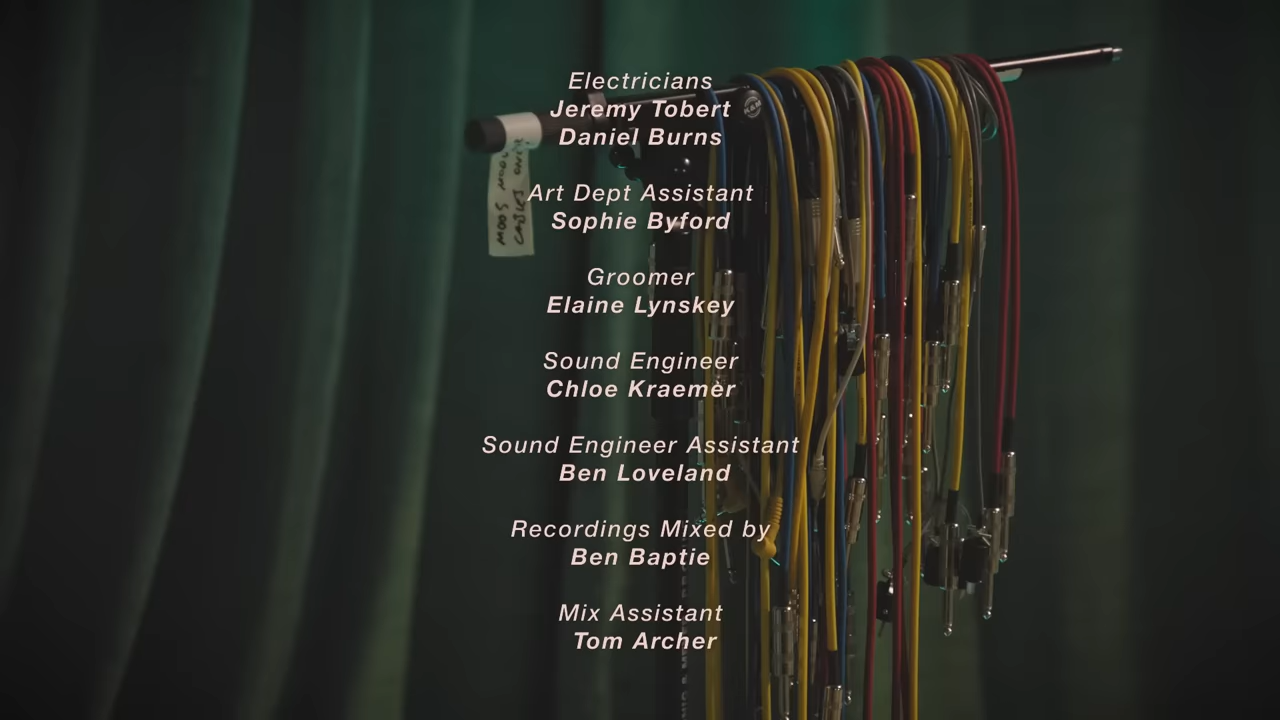 Electricians
Jeremy Tobert
Daniel Burns
Art Dept Assistant
Sophie Byford
Groomer
Elaine Lynskey
Sound Engineer
Chloe Kraemer
Sound Engineer Assistant
Ben Loveland
Recordings Mixed by
Ben Baptie
Mix Assistant
Tom Archer